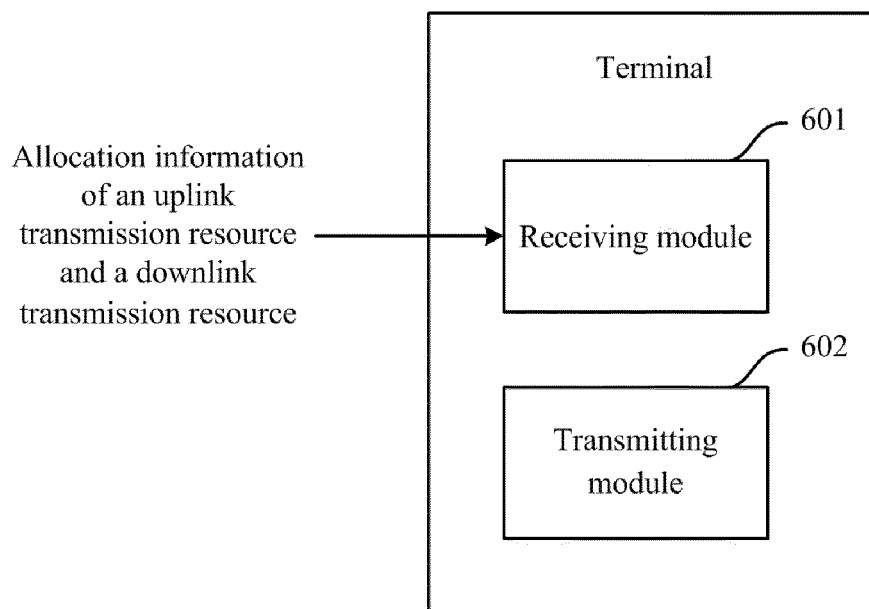 Terminal
601
Allocation information
of an uplink
transmission resource
and a downlink
transmission resource
Receiving module
602
Transmitting
module